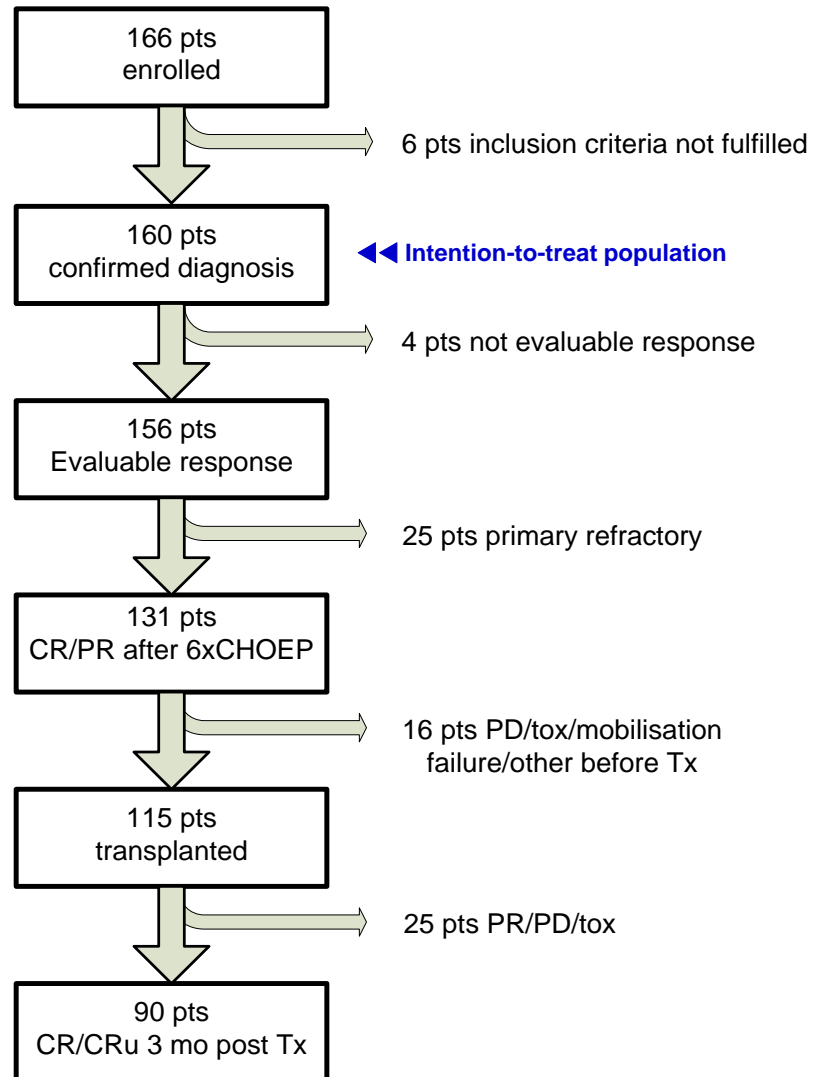 166 pts
enrolled
6 pts inclusion criteria not fulfilled
160 pts
confirmed diagnosis
Intention-to-treat population
4 pts not evaluable response
156 pts
Evaluable response
25 pts primary refractory
131 pts
CR/PR after 6xCHOEP
16 pts PD/tox/mobilisation
failure/other before Tx
115 pts
transplanted
25 pts PR/PD/tox
90 pts
CR/CRu 3 mo post Tx